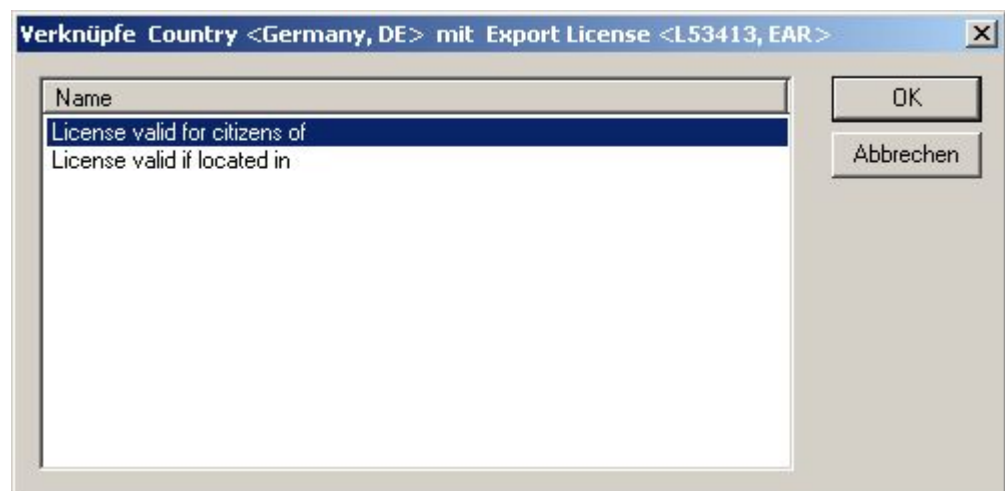 Verknüpfe Country <Germany, DE> mit Export License <L53413, EAR>
Name
License valid for citizens of
License valid if located in
OK
Abbrechen